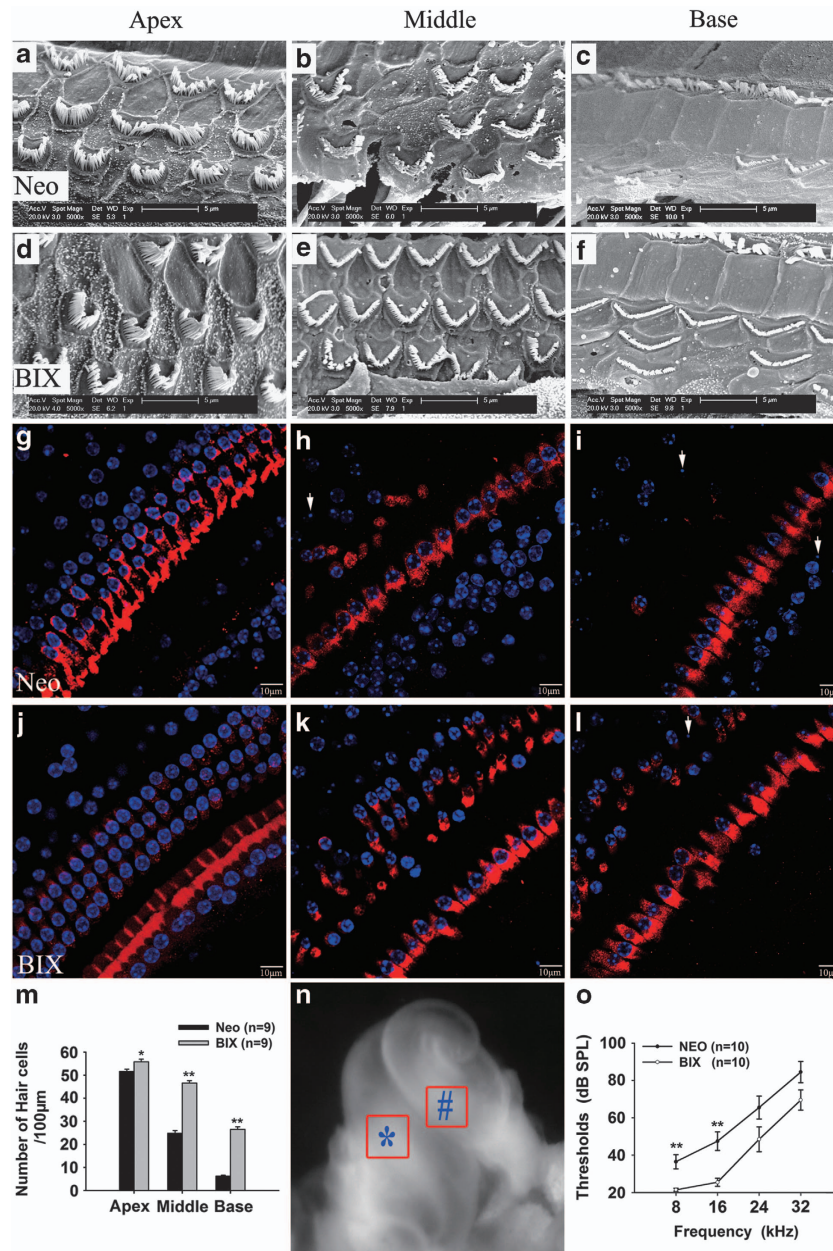 Apex Middle Base
a b c
Neo
Acc.V Spot Magn Det WD Exp 5 µm
20.0 kV 3.0 5000x SE 5.3 1
Acc.V Spot Magn Det WD Exp 5 µm
20.0 kV 3.0 5000x SE 6.0 1
Acc.V Spot Magn Det WD Exp 5 µm
20.0 kV 3.0 5000x SE 10.0 1
d e f
BIX
Acc.V Spot Magn Det WD Exp 5 µm
20.0 kV 4.0 5000x SE 6.2 1
Acc.V Spot Magn Det WD Exp 5 µm
20.0 kV 3.0 5000x SE 7.9 1
Acc.V Spot Magn Det WD Exp 5 µm
20.0 kV 3.0 5000x SE 9.8 1
g h i
Neo 10µm 10µm 10µm
j k l
BIX 10µm 10µm 10µm
m
Neo (n=9)
BIX (n=9)
Number of Hair cells
/100µm
60
50
40
30
20
10
0
* ** **
Apex Middle Base
n
* #
o
NEO (n=10)
BIX (n=10)
Thresholds (dB SPL)
100
80
60
40
20
** **
8 16 24 32
Frequency (kHz)